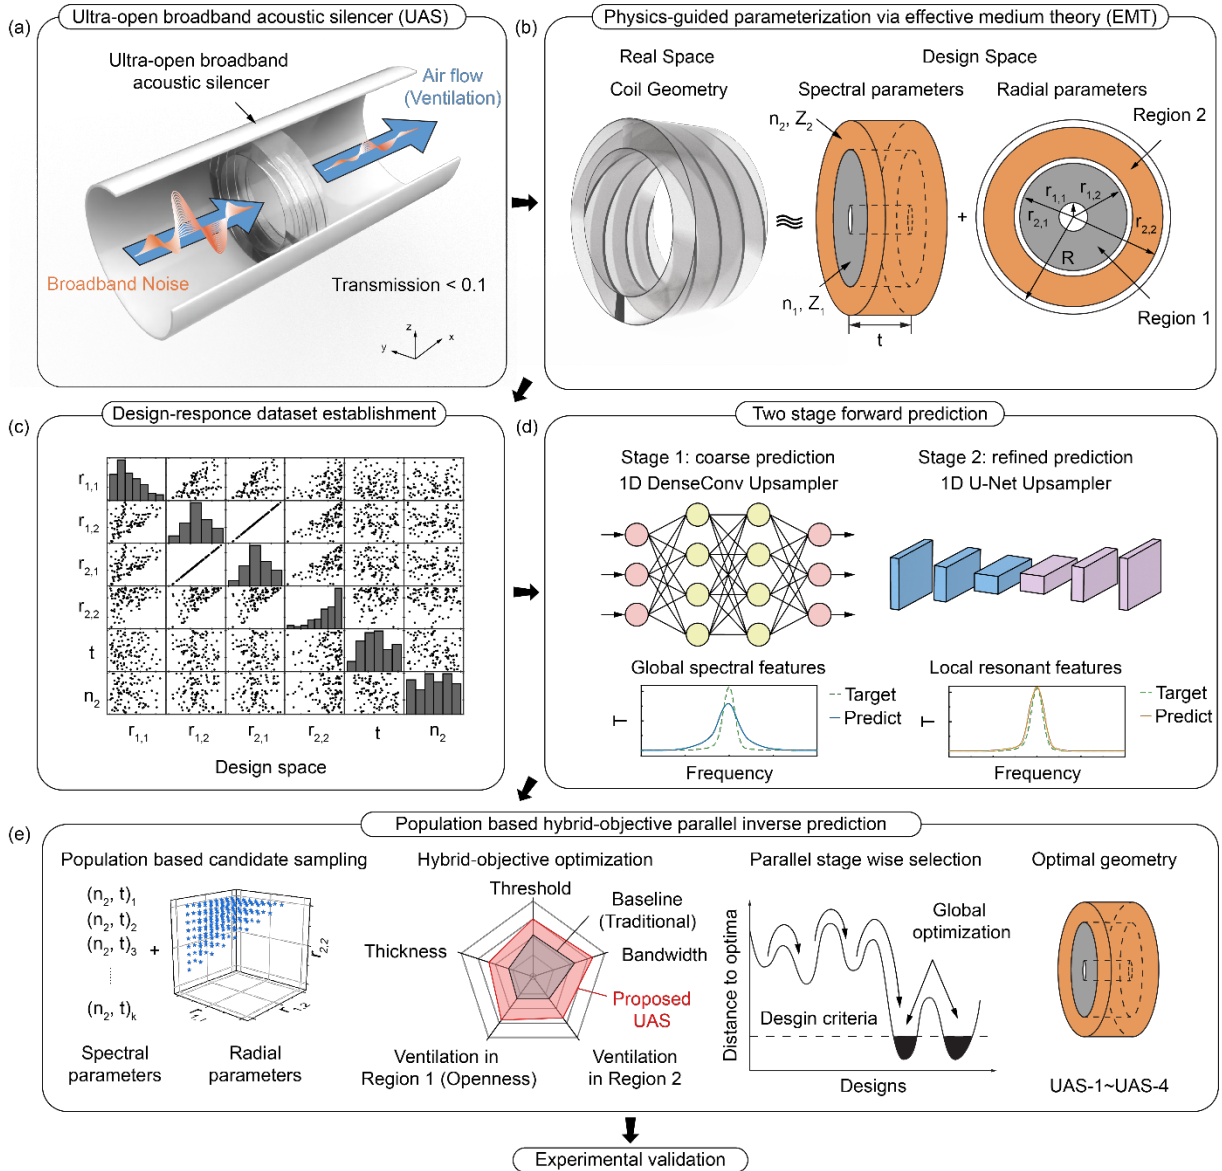 (a)
Ultra-open broadband acoustic silencer (UAS)
Ultra-open broadband
acoustic silencer
Air flow
(Ventilation)
Broadband Noise
Transmission < 0.1
z
y
x
(b)
Physics-guided parameterization via effective medium theory (EMT)
Real Space
Design Space
Coil Geometry
Spectral parameters
Radial parameters
n2, Z2
Region 2
≈
+
r1,1
r1,2
r2,1
r2,2
R
n1, Z1
Region 1
t
(c)
Design-responce dataset establishment
r1,1
r1,2
r2,1
r2,2
t
n2
r1,1 r1,2 r2,1 r2,2 t n2
Design space
(d)
Two stage forward prediction
Stage 1: coarse prediction
1D DenseConv Upsampler
Stage 2: refined prediction
1D U-Net Upsampler
Global spectral features
Target
Predict
T
Frequency
Local resonant features
Target
Predict
T
Frequency
(e)
Population based hybrid-objective parallel inverse prediction
Population based candidate sampling
(n2, t)1
(n2, t)2
(n2, t)3
(n2, t)k
+
r2,2
r1,2
Spectral
parameters
Radial
parameters
Hybrid-objective optimization
Threshold
Baseline
(Traditional)
Thickness
Bandwidth
Proposed
UAS
Ventilation in
Region 1 (Openness)
Ventilation
in Region 2
Parallel stage wise selection
Distance to optima
Global
optimization
Desgin criteria
Designs
Optimal geometry
UAS-1~UAS-4
Experimental validation